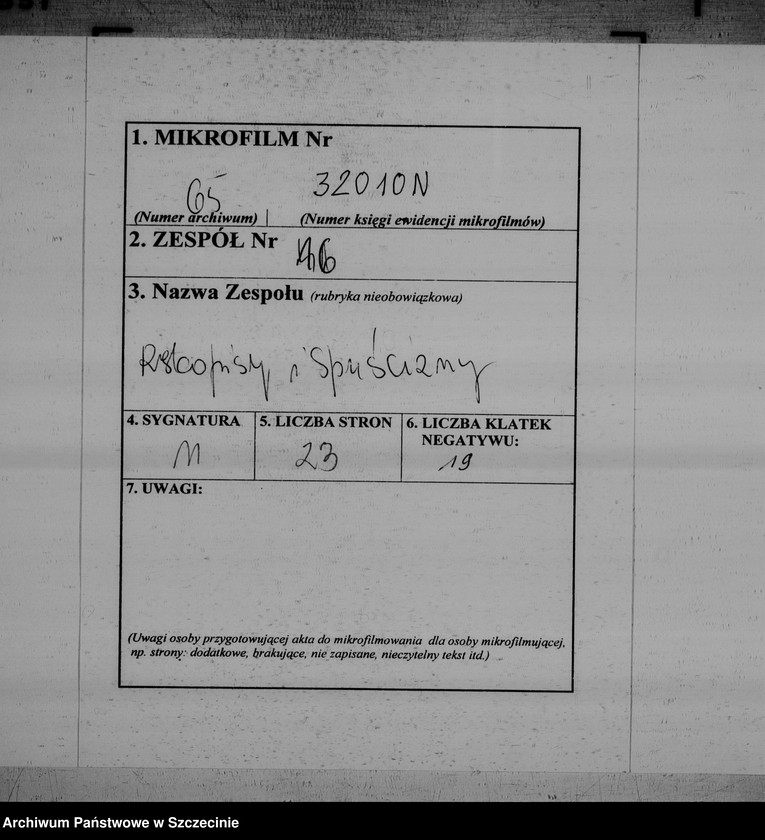 1. MIKROFILM Nr
65 32010N
(Numer archiwum) | (Numer księgi ewidencji mikrofilmów)
2. ZESPÓŁ Nr
3. Nazwa Zespołu (rubryka nieobowiązkowa)
Rękopisy i Spuścizny
4. SYGNATURA 5. LICZBA STRON 6. LICZBA KLATEK
NEGATYWU:
11 23 19
7. UWAGI:
(Uwagi osoby przygotowującej akta do mikrofilmowania dla osoby mikrofilmującej,
np. strony: dodatkowe, brakujące, nie zapisane, nieczytelny tekst itd.)
Archiwum Państwowe w Szczecinie